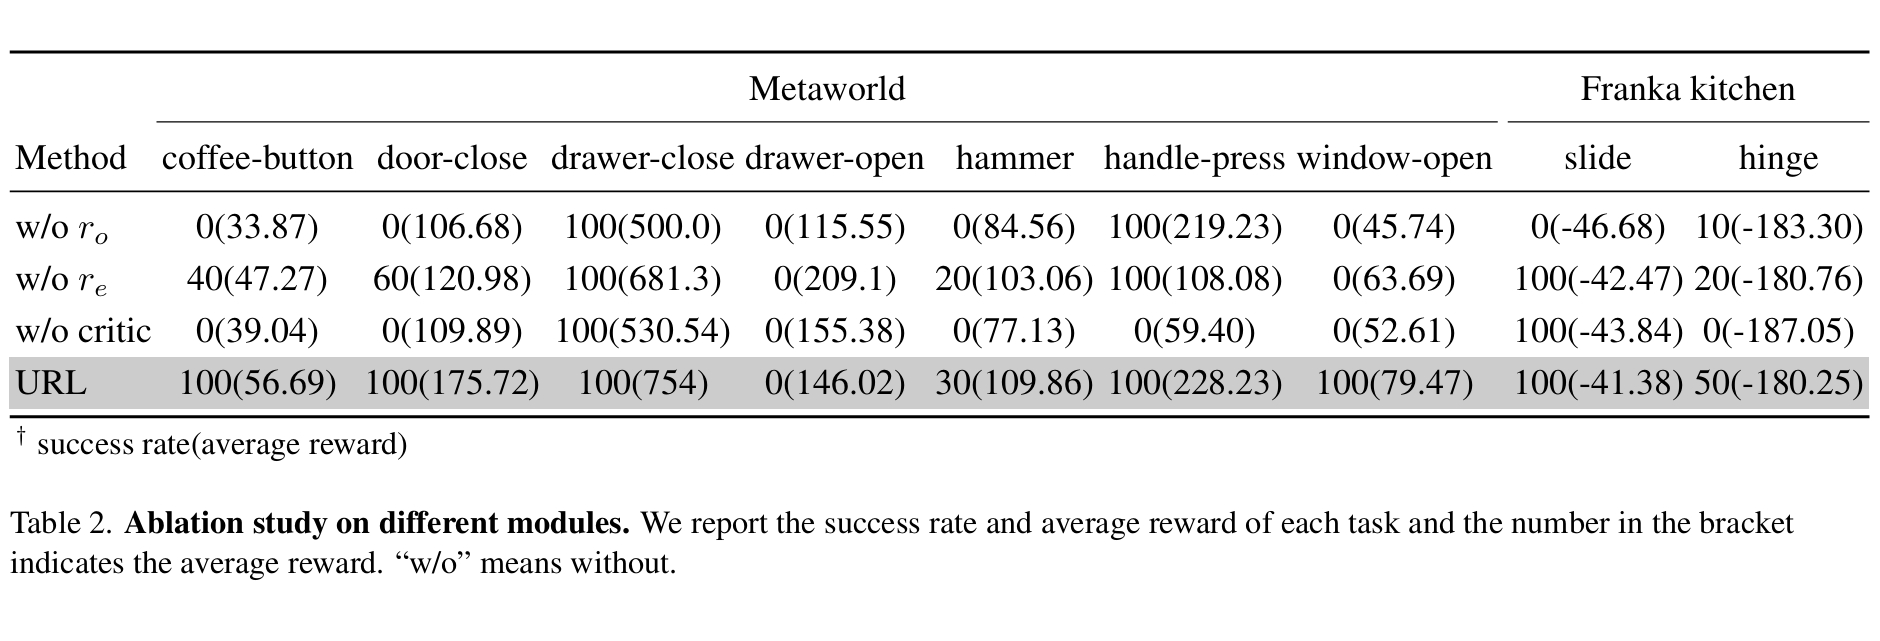 Metaworld Franka kitchen
Method coffee-button door-close drawer-close drawer-open hammer handle-press window-open slide hinge
w/o r_o 0(33.87) 0(106.68) 100(500.0) 0(115.55) 0(84.56) 100(219.23) 0(45.74) 0(-46.68) 10(-183.30)
w/o r_e 40(47.27) 60(120.98) 100(681.3) 0(209.1) 20(103.06) 100(108.08) 0(63.69) 100(-42.47) 20(-180.76)
w/o critic 0(39.04) 0(109.89) 100(530.54) 0(155.38) 0(77.13) 0(59.40) 0(52.61) 100(-43.84) 0(-187.05)
URL 100(56.69) 100(175.72) 100(754) 0(146.02) 30(109.86) 100(228.23) 100(79.47) 100(-41.38) 50(-180.25)
† success rate(average reward)
Table 2. Ablation study on different modules. We report the success rate and average reward of each task and the number in the bracket
indicates the average reward. “w/o” means without.